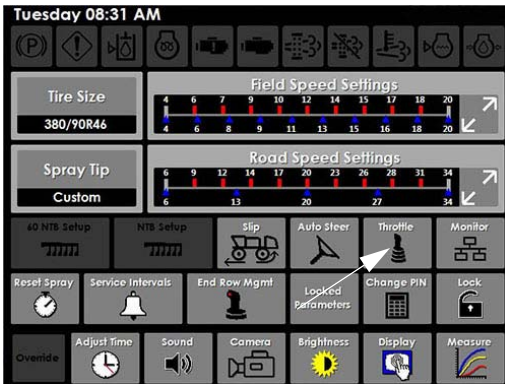 Tuesday 08:31 AM
(P)
Tire Size
380/90R46
Field Speed Settings
4 6 7 9 10 12 14 15 17 18 20
4 6 8 9 11 13 15 16 18 20
Spray Tip
Custom
Road Speed Settings
6 9 12 14 17 20 23 26 28 31 34
6 13 20 27 34
60 NTB Setup
NTB Setup
Slip
Auto Steer
Throttle
Monitor
Reset Spray
Service Intervals
End Row Mgmt
Locked
Parameters
Change PIN
Lock
Override
Adjust Time
Sound
Camera
Brightness
Display
Measure